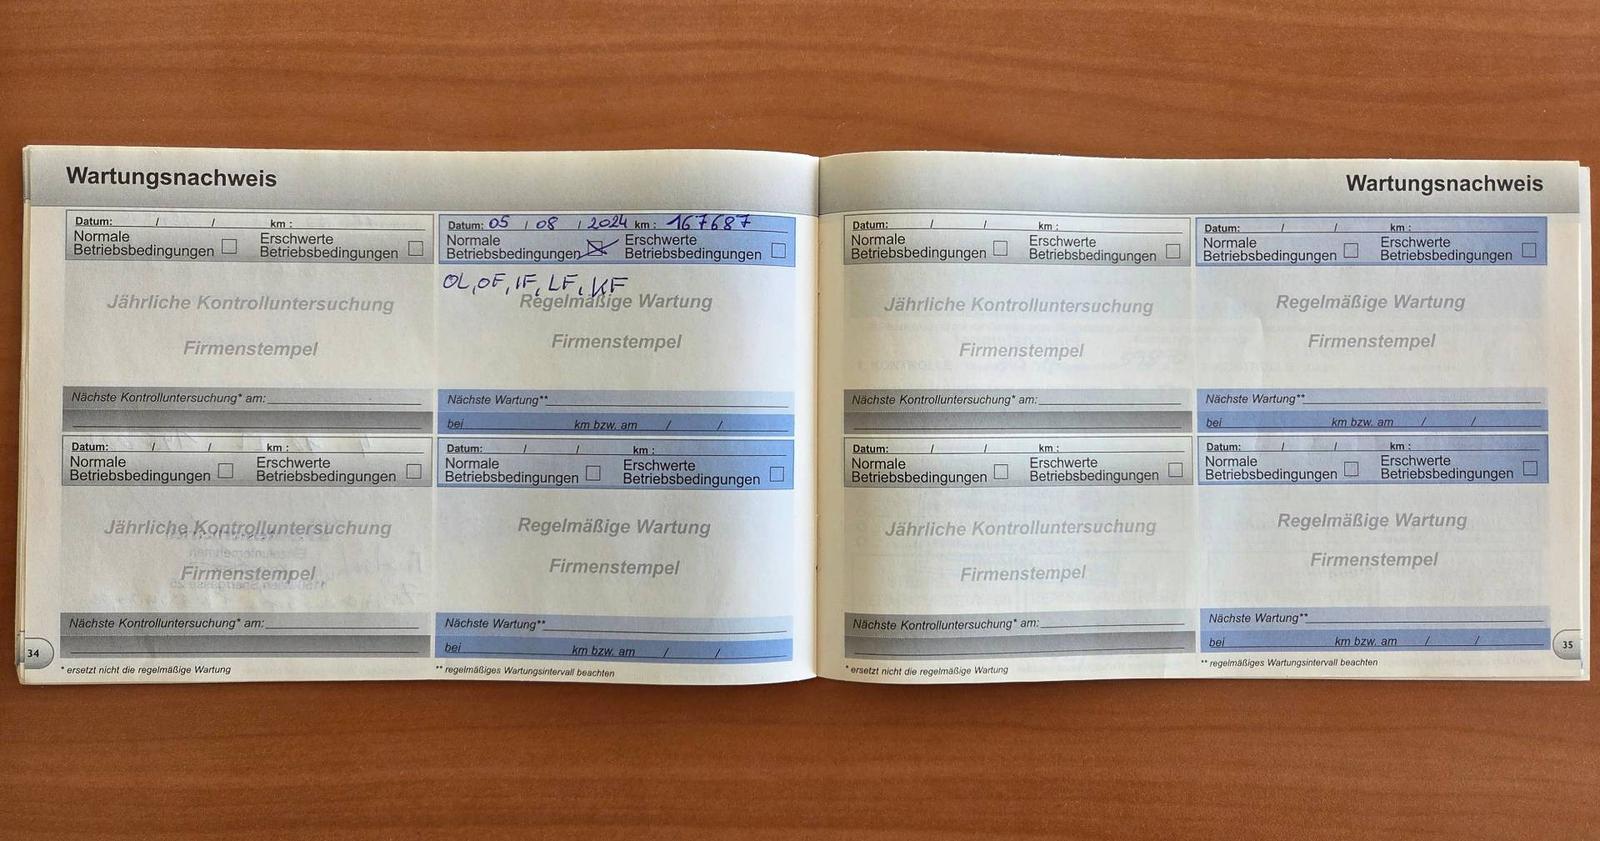 Wartungsnachweis
Datum: / / km :
Normale Betriebsbedingungen Erschwerte Betriebsbedingungen
Jährliche Kontrolluntersuchung
Firmenstempel
Nächste Kontrolluntersuchung* am:
Datum: 05 / 08 / 2024 km : 167687
Normale Betriebsbedingungen Erschwerte Betriebsbedingungen
OL, OF, IF, LF, KF
Regelmäßige Wartung
Firmenstempel
Nächste Wartung**
bei km bzw. am / /
Datum: / / km :
Normale Betriebsbedingungen Erschwerte Betriebsbedingungen
Jährliche Kontrolluntersuchung
Firmenstempel
Nächste Kontrolluntersuchung* am:
Datum: / / km :
Normale Betriebsbedingungen Erschwerte Betriebsbedingungen
Regelmäßige Wartung
Firmenstempel
Nächste Wartung**
bei km bzw. am / /
34
* ersetzt nicht die regelmäßige Wartung
** regelmäßiges Wartungsintervall beachten
Wartungsnachweis
Datum: / / km :
Normale Betriebsbedingungen Erschwerte Betriebsbedingungen
Jährliche Kontrolluntersuchung
Firmenstempel
Nächste Kontrolluntersuchung* am:
Datum: / / km :
Normale Betriebsbedingungen Erschwerte Betriebsbedingungen
Regelmäßige Wartung
Firmenstempel
Nächste Wartung**
bei km bzw. am / /
Datum: / / km :
Normale Betriebsbedingungen Erschwerte Betriebsbedingungen
Jährliche Kontrolluntersuchung
Firmenstempel
Nächste Kontrolluntersuchung* am:
Datum: / / km :
Normale Betriebsbedingungen Erschwerte Betriebsbedingungen
Regelmäßige Wartung
Firmenstempel
Nächste Wartung**
bei km bzw. am / /
35
* ersetzt nicht die regelmäßige Wartung
** regelmäßiges Wartungsintervall beachten